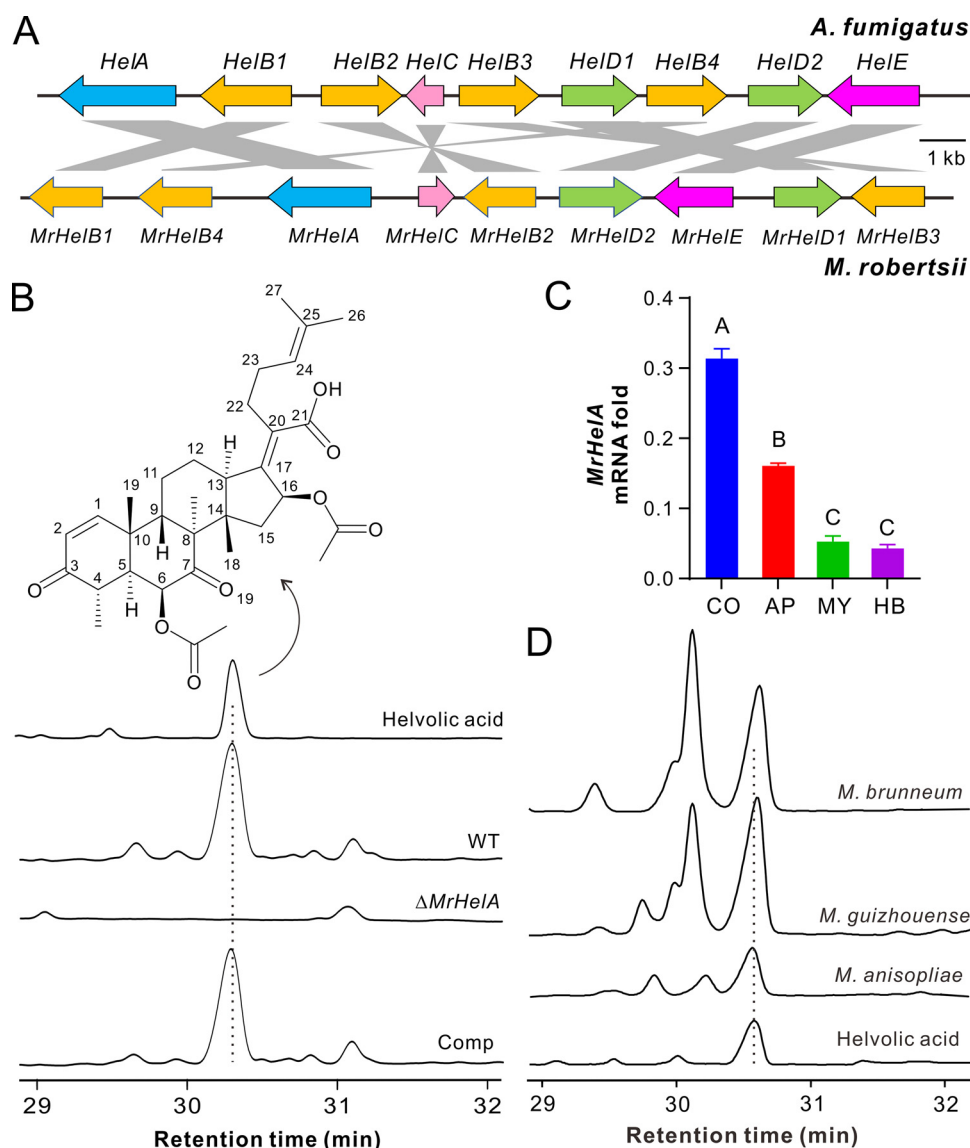 A
A. fumigatus
HelA HelB1 HelB2 HelC HelB3 HelD1 HelB4 HelD2 HelE
1 kb
MrHelB1 MrHelB4 MrHelA MrHelC MrHelB2 MrHelD2 MrHelE MrHelD1 MrHelB3
M. robertsii
B
27
25
26
23
24
22
OH
21
20
O
12
H
11
17
13
16
19
1
9
14
O
O
2
10
8
15
H
18
3
5
7
4
6
O
19
O
H
O
O
Helvolic acid
WT
ΔMrHelA
Comp
29 30 31 32
Retention time (min)
C
MrHelA
mRNA fold
0.4
0.3
0.2
0.1
0.0
A
B
C
C
CO AP MY HB
D
M. brunneum
M. guizhouense
M. anisopliae
Helvolic acid
29 30 31 32
Retention time (min)